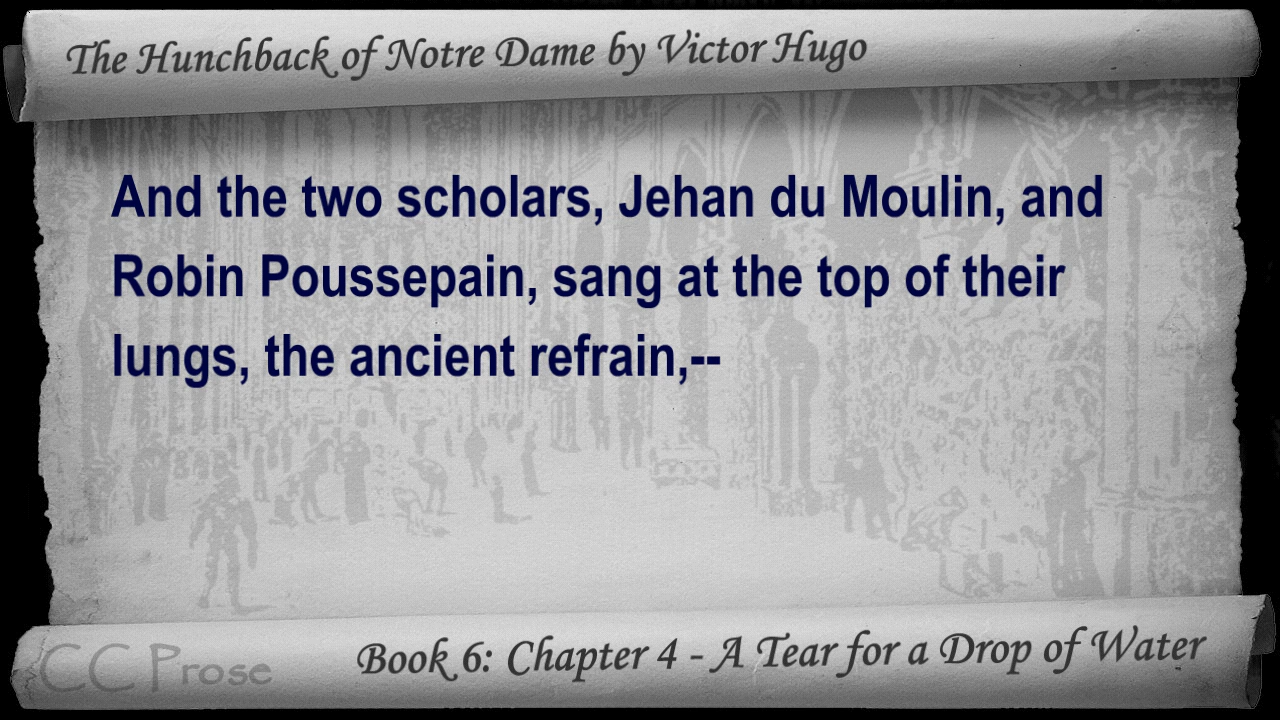 The Hunchback of Notre Dame by Victor Hugo
And the two scholars, Jehan du Moulin, and
Robin Poussepain, sang at the top of their
lungs, the ancient refrain,--
CC Prose
Book 6: Chapter 4 - A Tear for a Drop of Water